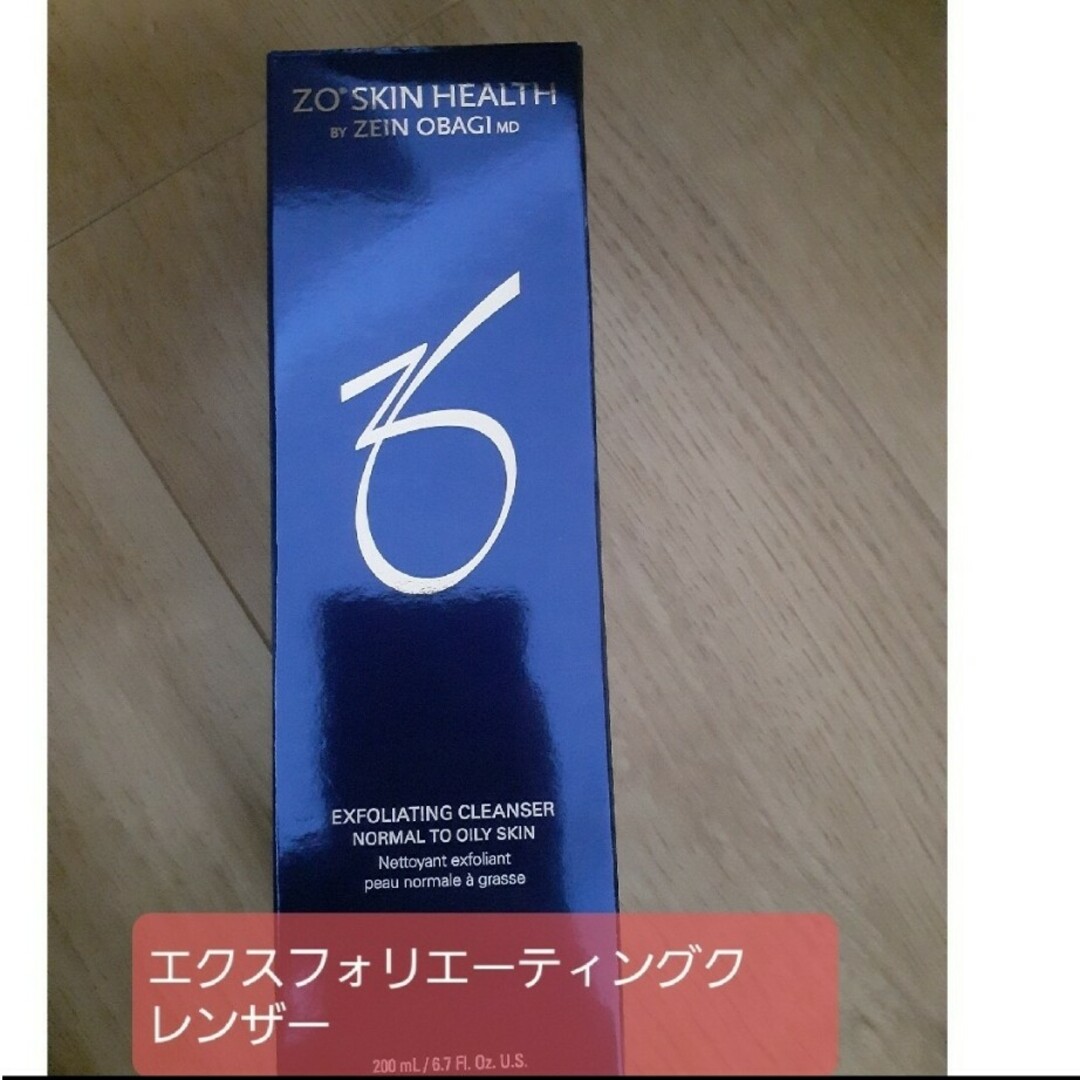 ZO® SKIN HEALTH
BY ZEIN OBAGI MD
EXFOLIATING CLEANSER
NORMAL TO OILY SKIN
Nettoyant exfoliant
peau normale à grasse
エクスフォリエーティングク
レンザー
200 mL / 6.7 Fl. Oz. U.S.